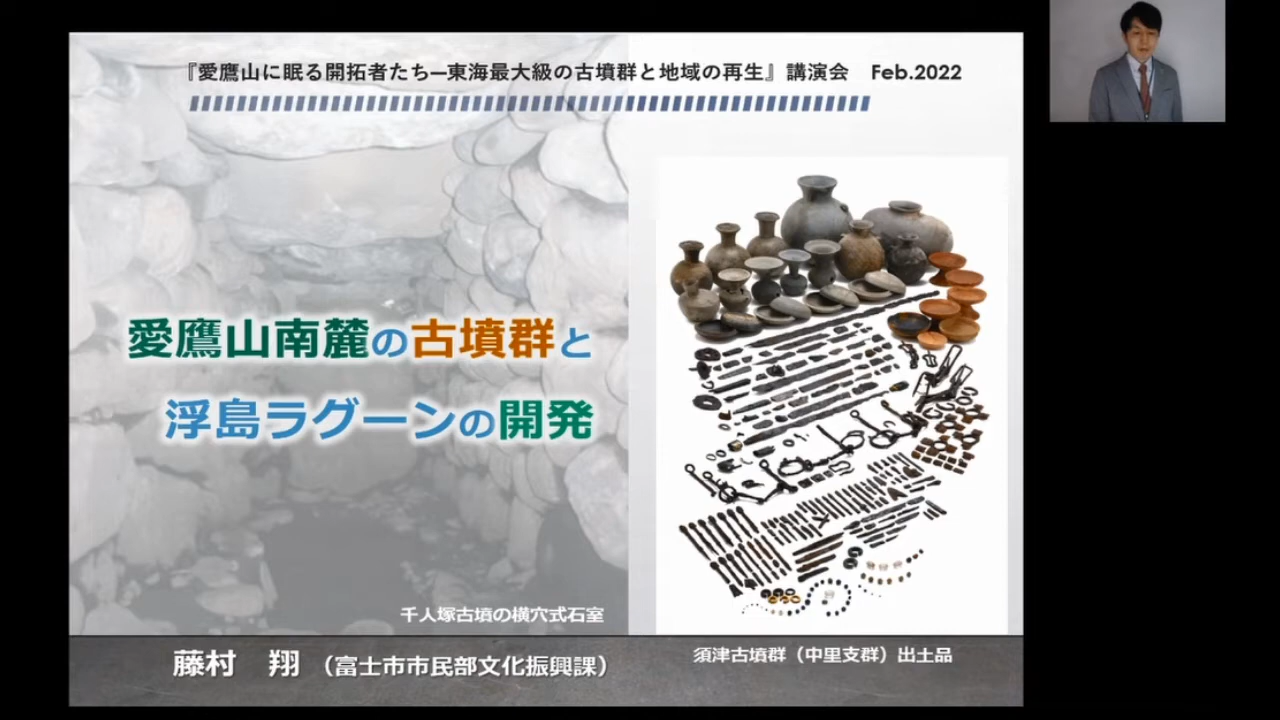 『愛鷹山に眠る開拓者たち―東海最大級の古墳群と地域の再生』講演会　Feb.2022
愛鷹山南麓の古墳群と
浮島ラグーンの開発
千人塚古墳の横穴式石室
藤村　翔　（富士市市民部文化振興課）
須津古墳群（中里支群）出土品